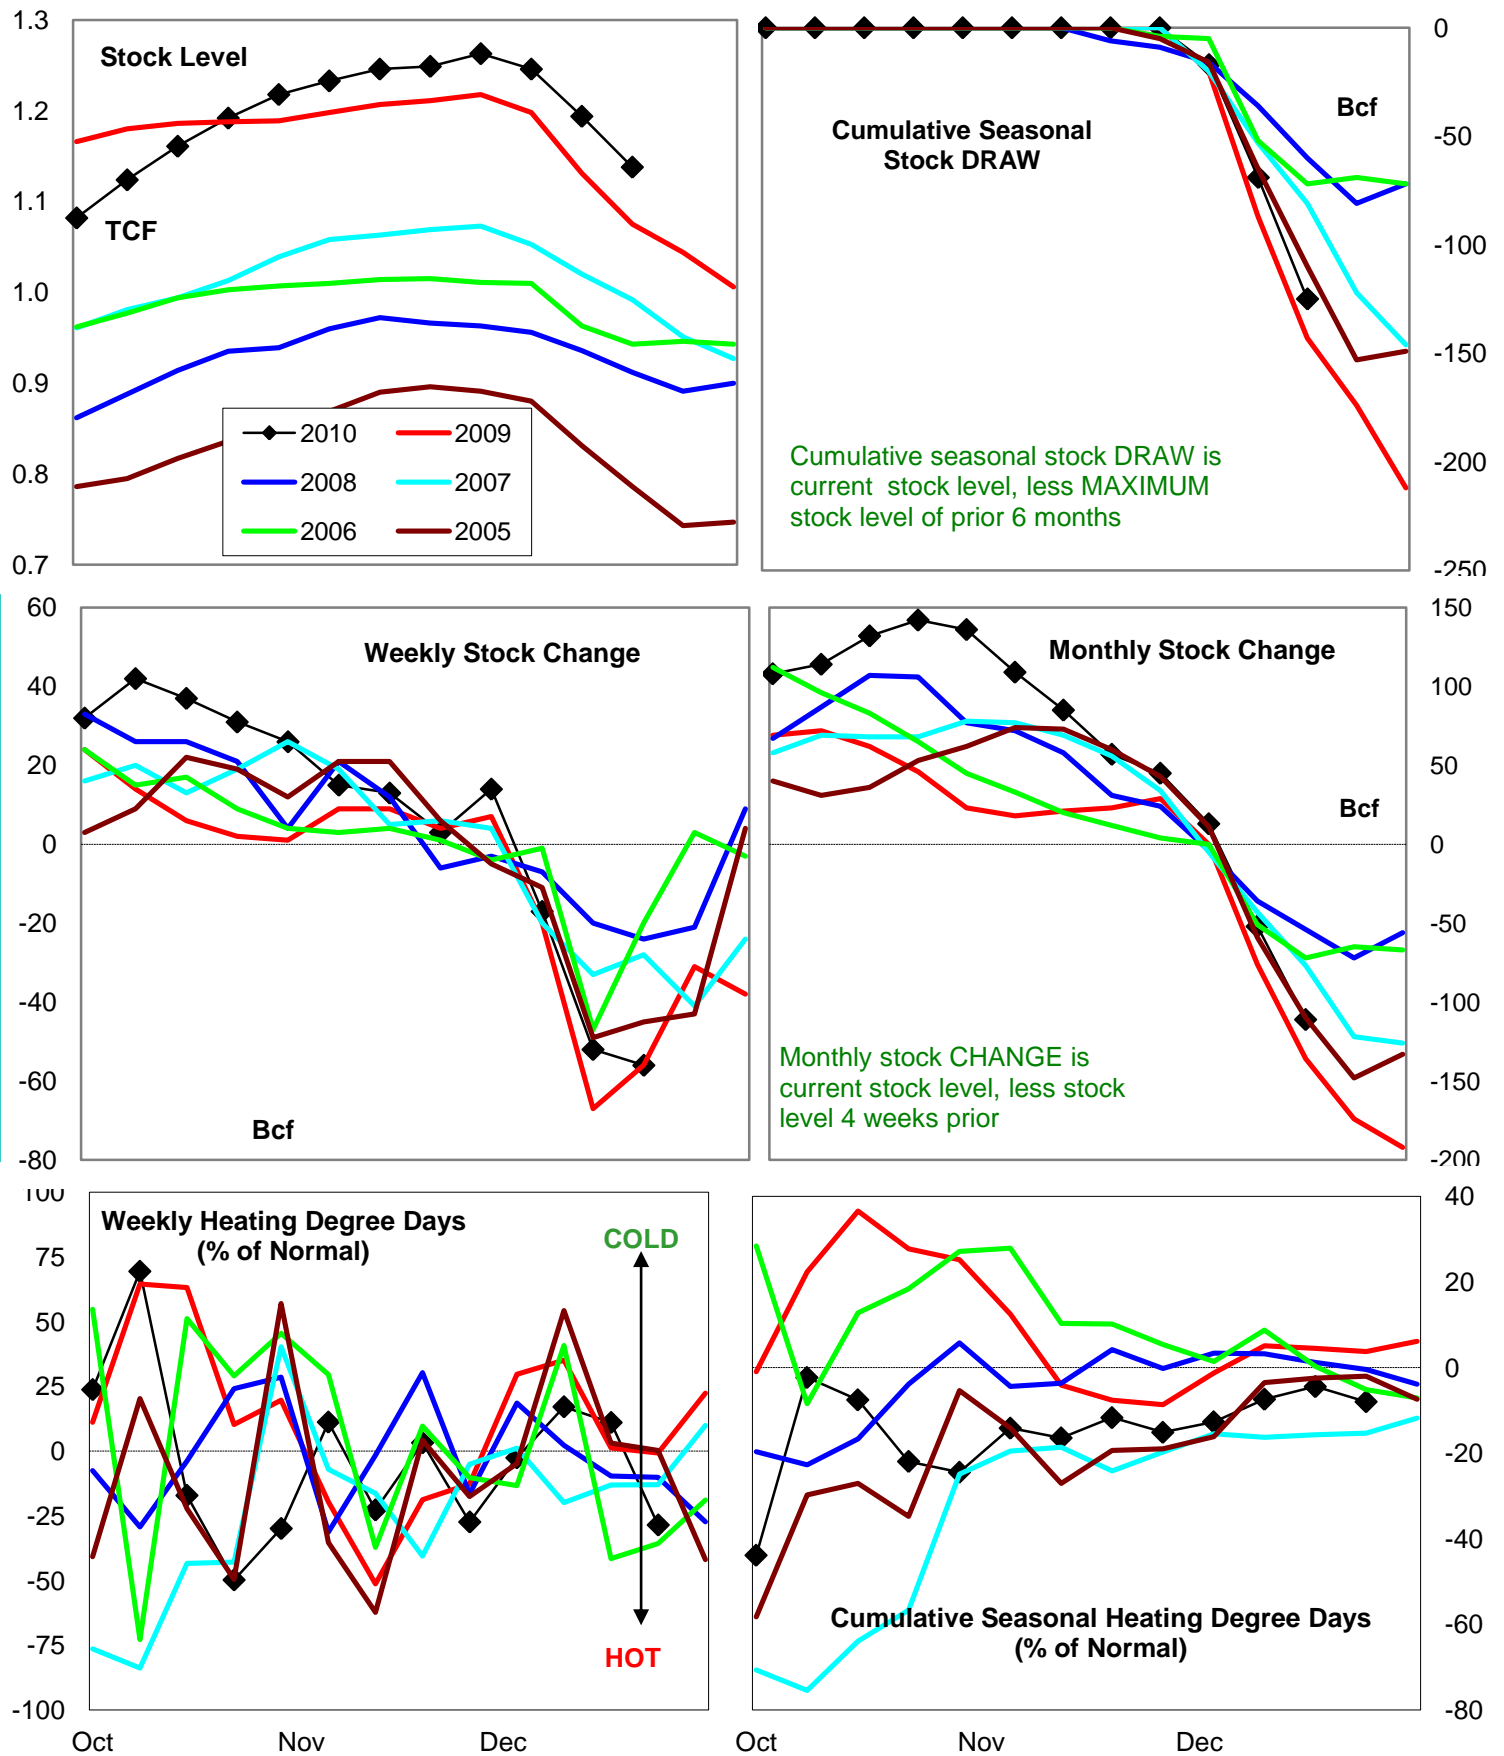 1.3
1.2
1.1
1.0
0.9
0.8
0.7
Stock Level
TCF
2010
2009
2008
2007
2006
2005
0
-50
-100
-150
-200
-250
Bcf
Cumulative Seasonal
Stock DRAW
Cumulative seasonal stock DRAW is
current stock level, less MAXIMUM
stock level of prior 6 months
60
40
20
0
-20
-40
-60
-80
Weekly Stock Change
Bcf
150
100
50
0
-50
-100
-150
-200
Monthly Stock Change
Bcf
Monthly stock CHANGE is
current stock level, less stock
level 4 weeks prior
100
75
50
25
0
-25
-50
-75
-100
Weekly Heating Degree Days
(% of Normal)
COLD
HOT
Oct
Nov
Dec
40
20
0
-20
-40
-60
-80
Cumulative Seasonal Heating Degree Days
(% of Normal)
Oct
Nov
Dec